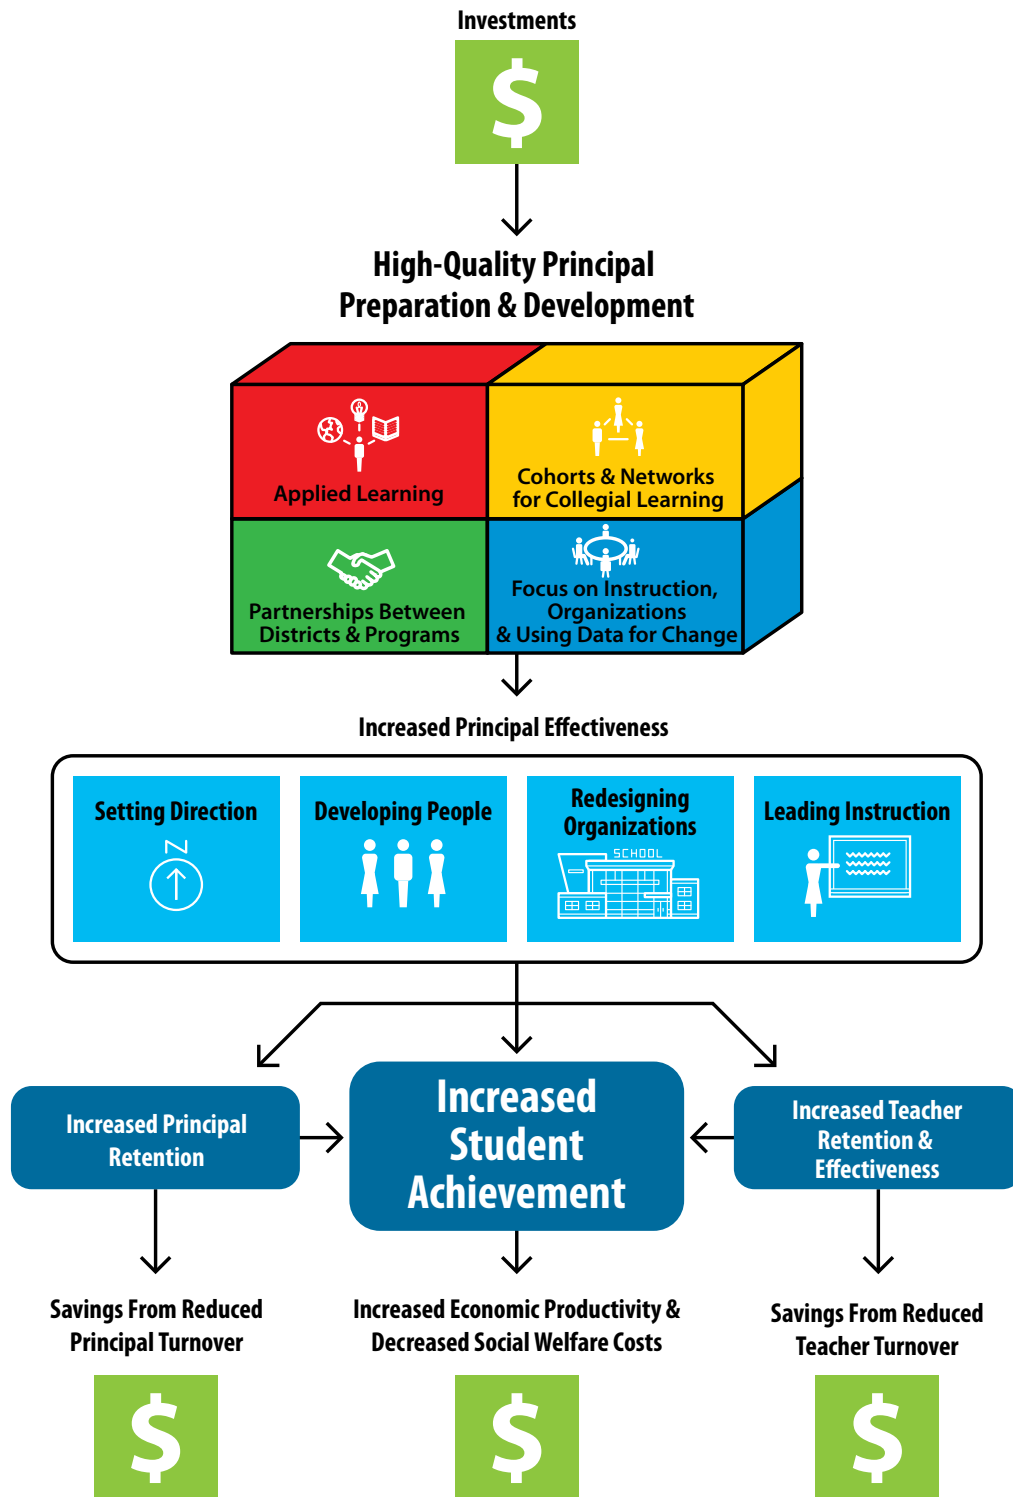 Investments
$
High-Quality Principal
Preparation & Development
Applied Learning
Cohorts & Networks
for Collegial Learning
Partnerships Between
Districts & Programs
Focus on Instruction,
Organizations
& Using Data for Change
Increased Principal Effectiveness
Setting Direction
N
Developing People
Redesigning
Organizations
SCHOOL
Leading Instruction
Increased Principal
Retention
Increased
Student
Achievement
Increased Teacher
Retention &
Effectiveness
Savings From Reduced
Principal Turnover
$
Increased Economic Productivity &
Decreased Social Welfare Costs
$
Savings From Reduced
Teacher Turnover
$